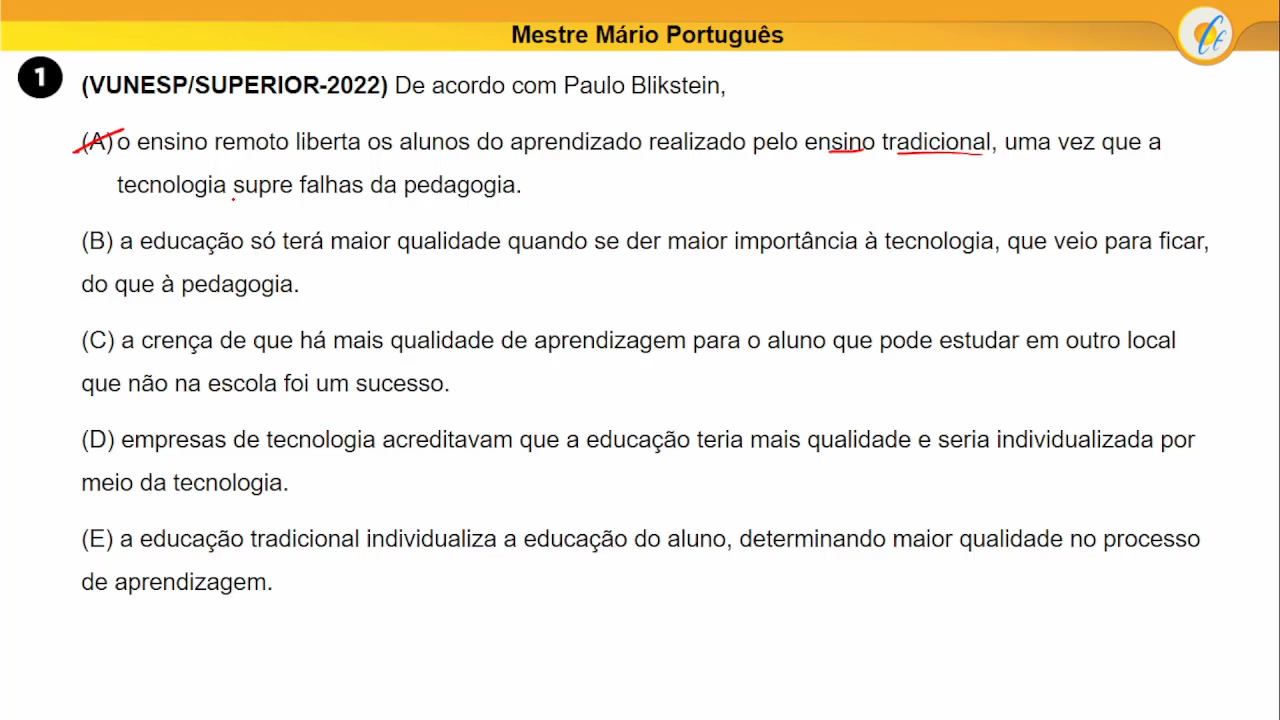 Mestre Mário Português
1
(VUNESP/SUPERIOR-2022) De acordo com Paulo Blikstein,
(A) o ensino remoto liberta os alunos do aprendizado realizado pelo ensino tradicional, uma vez que a
tecnologia supre falhas da pedagogia.
(B) a educação só terá maior qualidade quando se der maior importância à tecnologia, que veio para ficar,
do que à pedagogia.
(C) a crença de que há mais qualidade de aprendizagem para o aluno que pode estudar em outro local
que não na escola foi um sucesso.
(D) empresas de tecnologia acreditavam que a educação teria mais qualidade e seria individualizada por
meio da tecnologia.
(E) a educação tradicional individualiza a educação do aluno, determinando maior qualidade no processo
de aprendizagem.